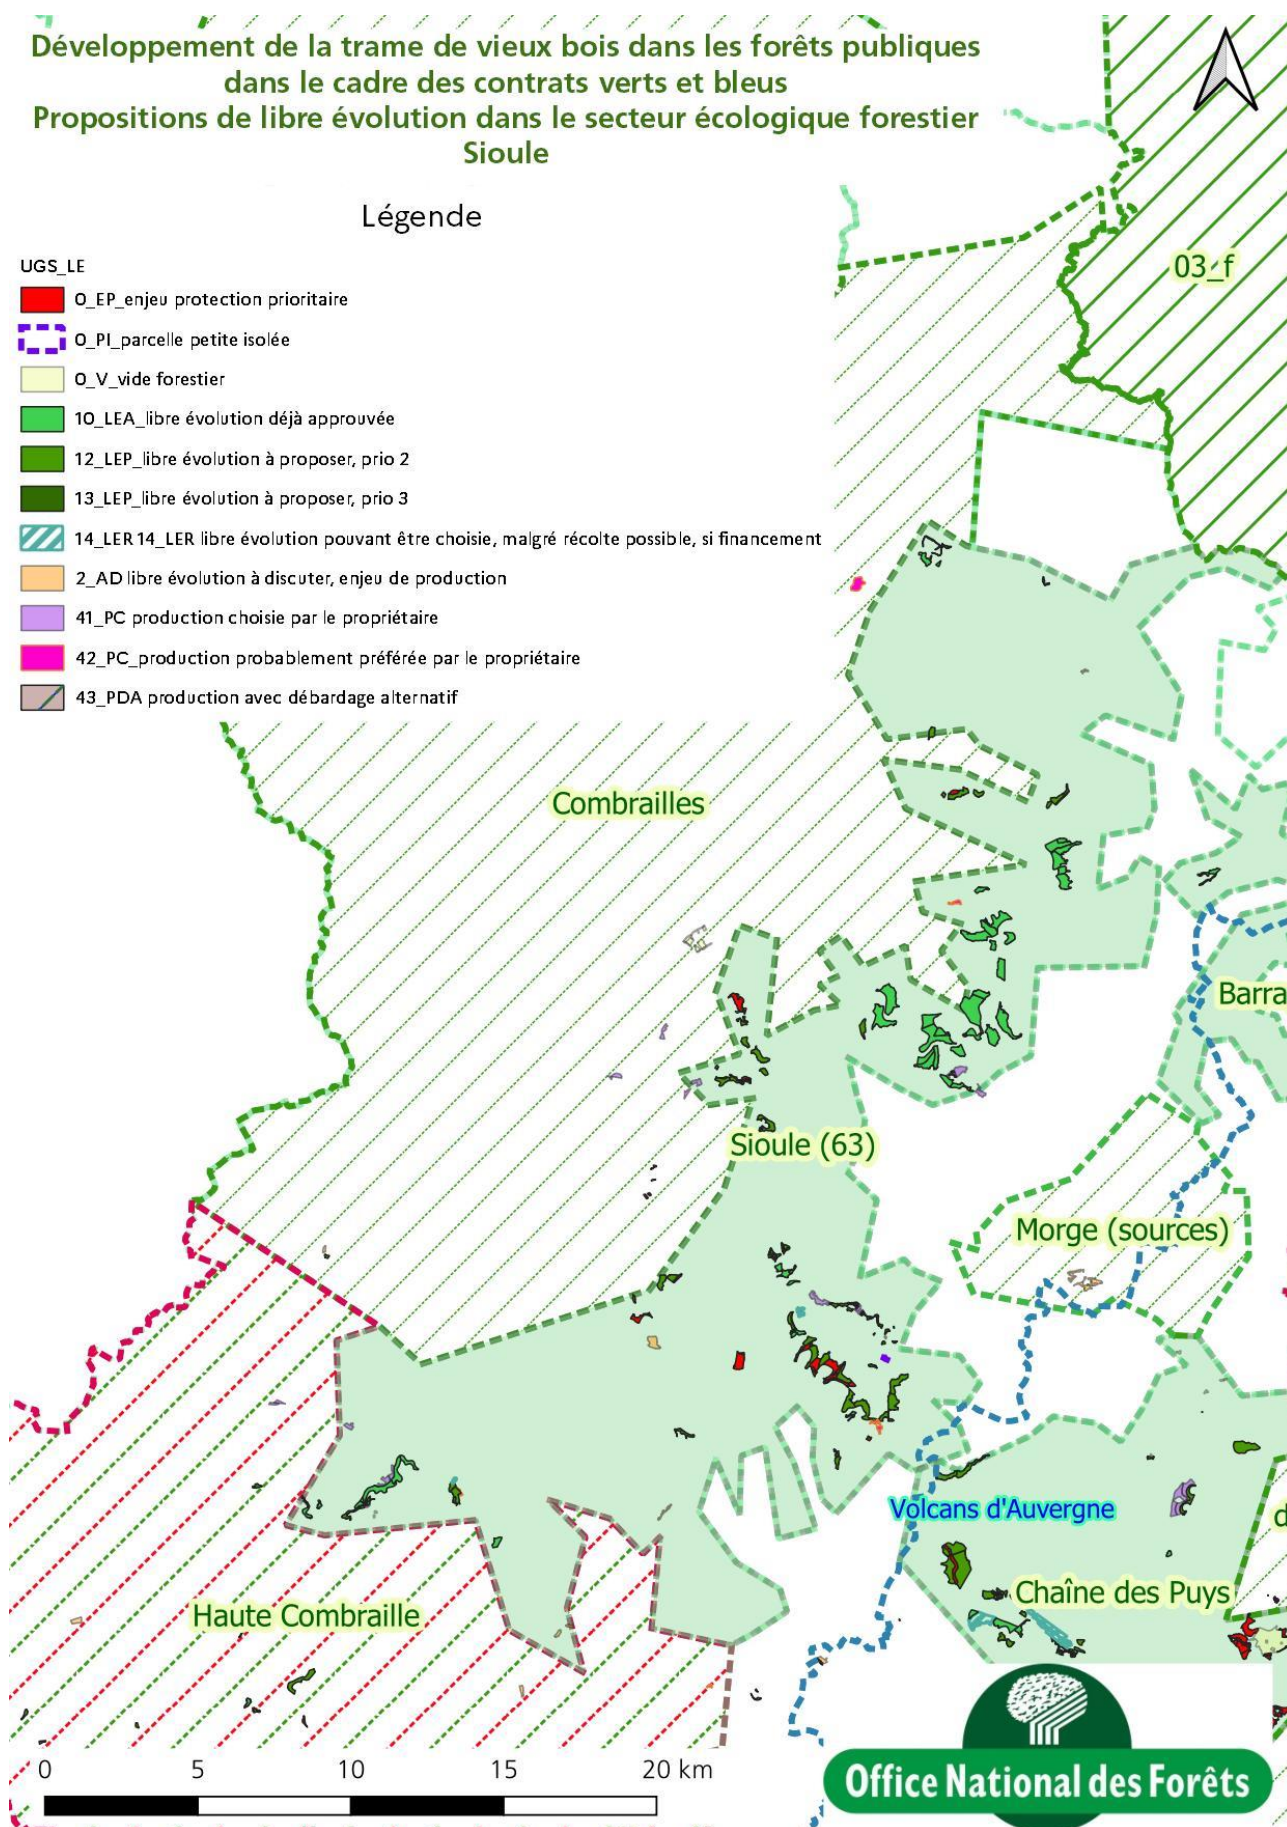 Développement de la trame de vieux bois dans les forêts publiques
dans le cadre des contrats verts et bleus
Propositions de libre évolution dans le secteur écologique forestier
Sioule
Légende
UGS_LE
0_EP_enjeu protection prioritaire
0_PI_parcelle petite isolée
0_V_vide forestier
10_LEA_libre évolution déjà approuvée
12_LEP_libre évolution à proposer, prio 2
13_LEP_libre évolution à proposer, prio 3
14_LER 14_LER libre évolution pouvant être choisie, malgré récolte possible, si financement
2_AD libre évolution à discuter, enjeu de production
41_PC production choisie par le propriétaire
42_PC_production probablement préférée par le propriétaire
43_PDA production avec débardage alternatif
03_f
Combrailles
Barra
Sioule (63)
Morge (sources)
Volcans d'Auvergne
d
Chaîne des Puys
Haute Combraille
0 5 10 15 20 km
Office National des Forêts